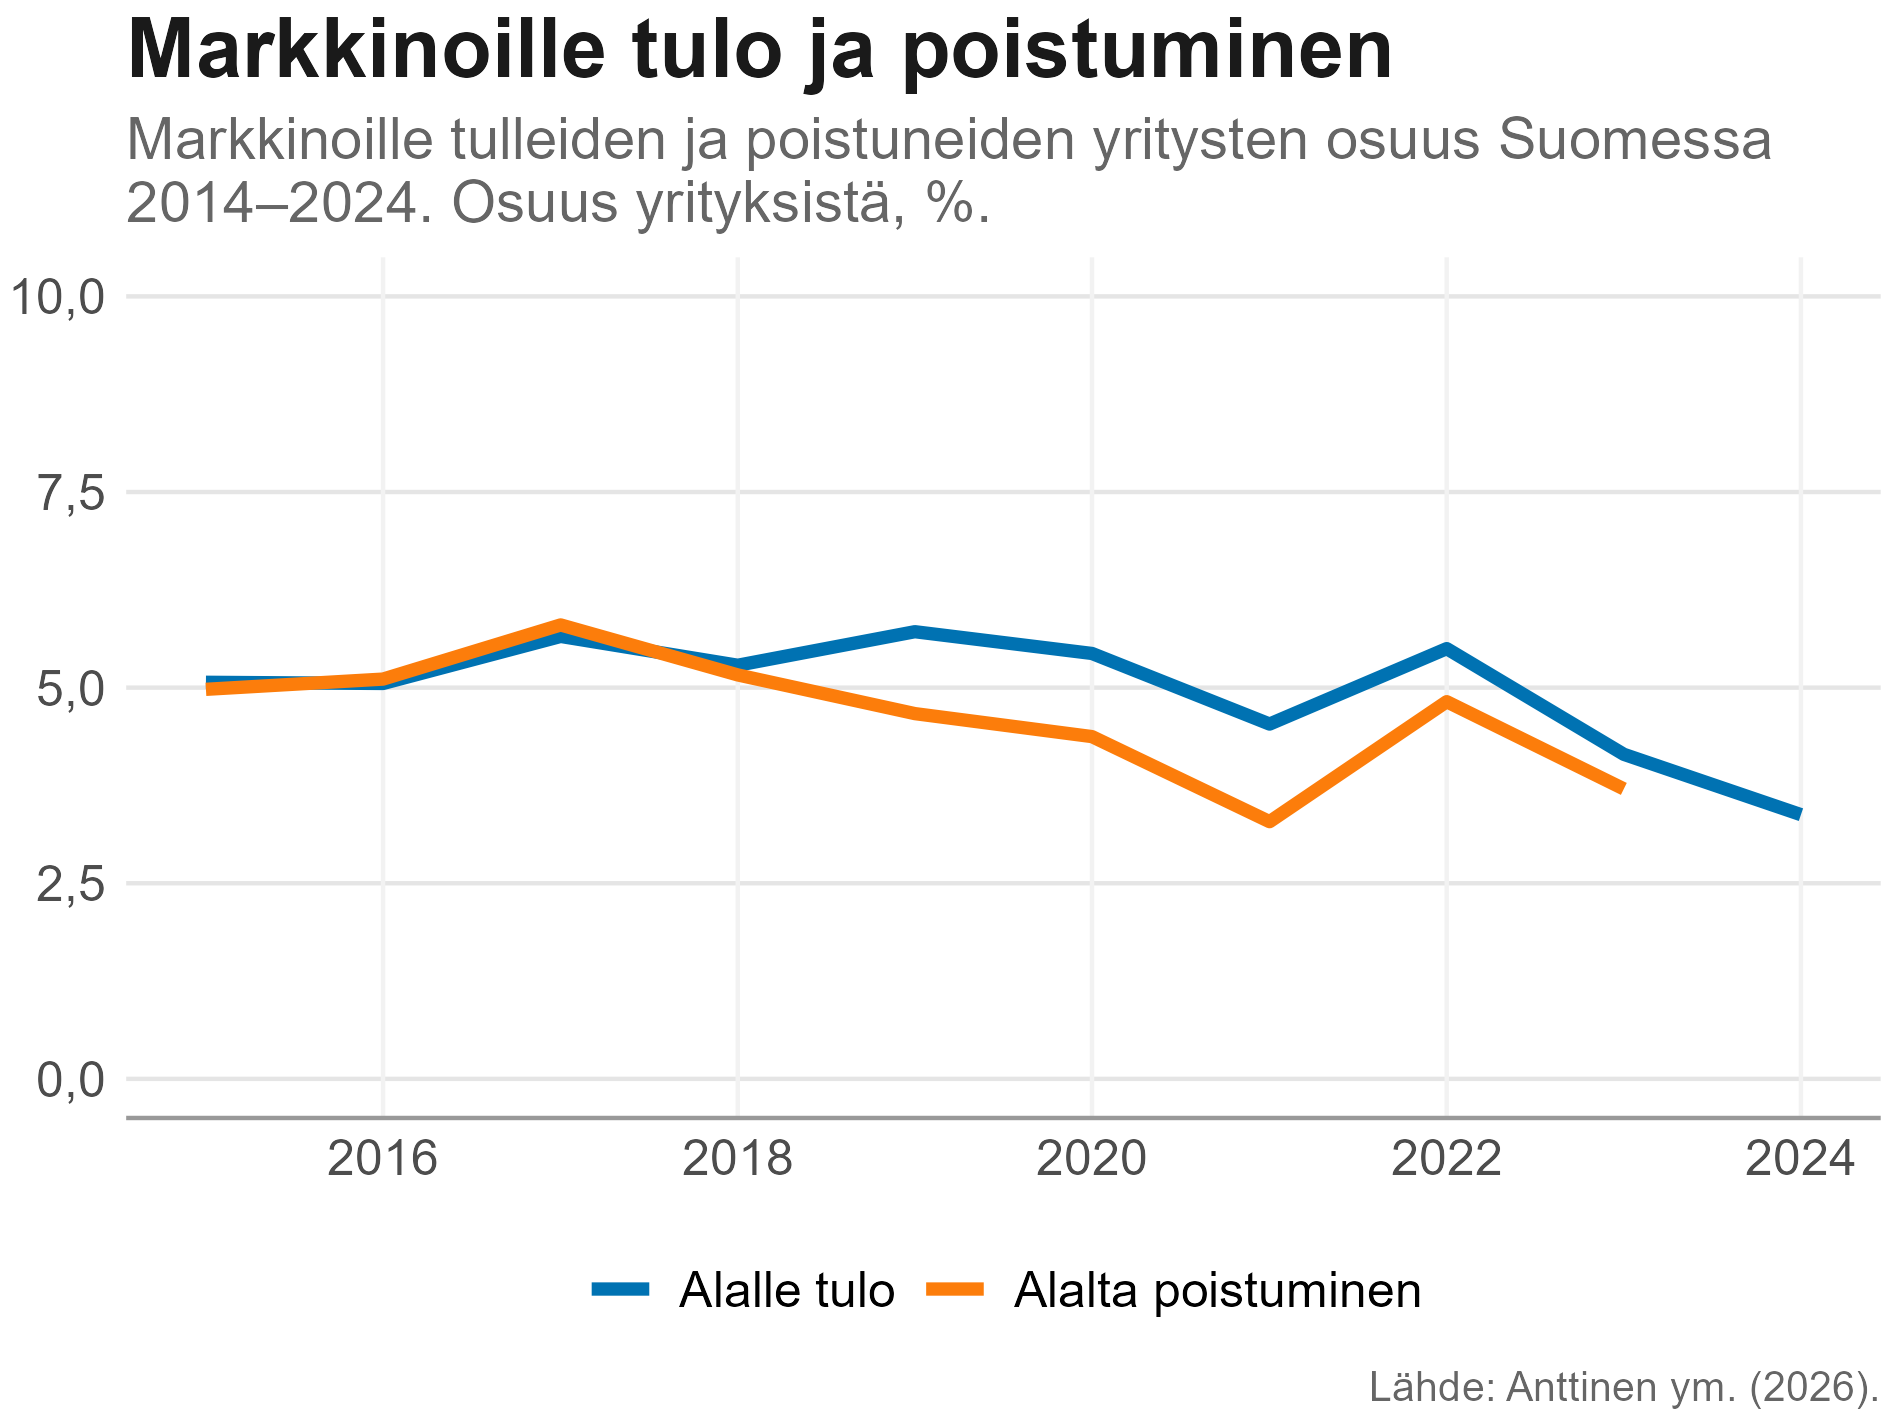 Markkinoille tulo ja poistuminen
Markkinoille tulleiden ja poistuneiden yritysten osuus Suomessa
2014–2024. Osuus yrityksistä, %.
10,0
7,5
5,0
2,5
0,0
2016 2018 2020 2022 2024
Alalle tulo Alalta poistuminen
Lähde: Anttinen ym. (2026).